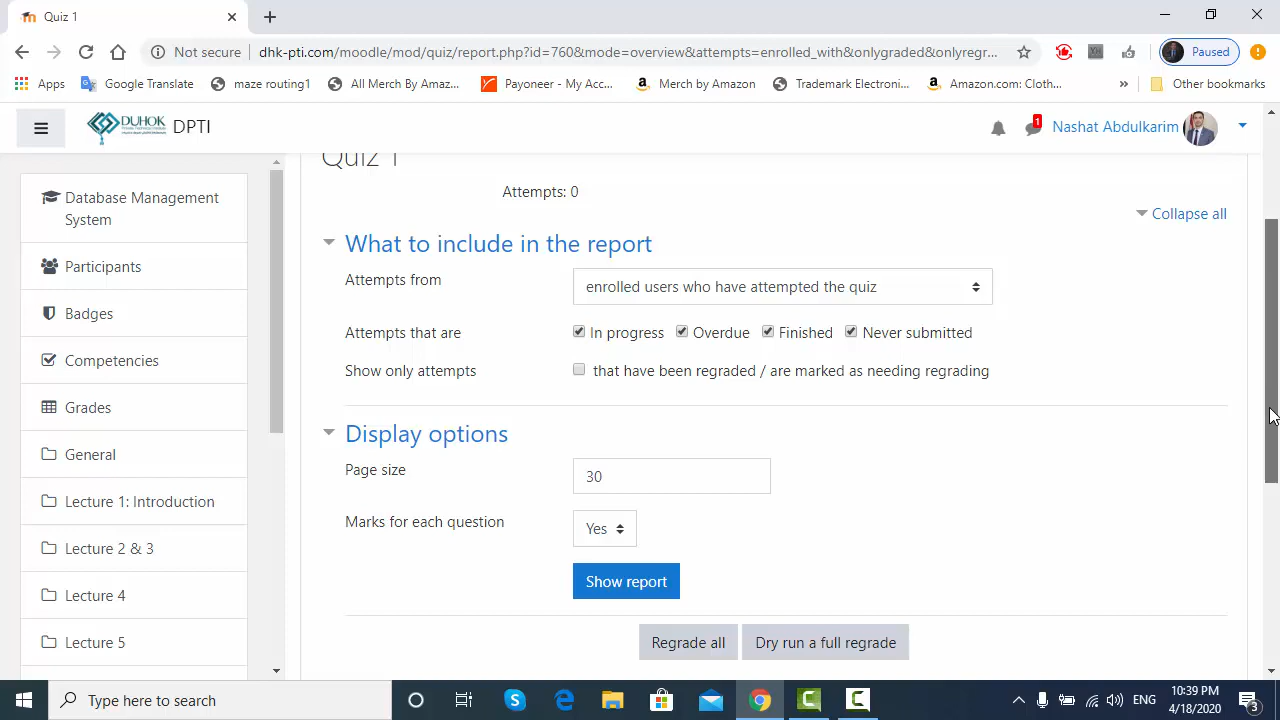 Quiz 1
Not secure
dhk-pti.com/moodle/mod/quiz/report.php?id=760&mode=overview&attempts=enrolled_with&onlygraded&onlyregr...
Paused
Apps
Google Translate
maze routing1
All Merch By Amaz...
Payoneer - My Acc...
Merch by Amazon
Trademark Electroni...
Amazon.com: Cloth...
»
Other bookmarks
DUHOK
DPTI
1
Nashat Abdulkarim
Database Management
System
Participants
Badges
Competencies
Grades
General
Lecture 1: Introduction
Lecture 2 & 3
Lecture 4
Lecture 5
Quiz 1
Attempts: 0
Collapse all
What to include in the report
Attempts from
enrolled users who have attempted the quiz
Attempts that are
In progress
Overdue
Finished
Never submitted
Show only attempts
that have been regraded / are marked as needing regrading
Display options
Page size
30
Marks for each question
Yes
Show report
Regrade all
Dry run a full regrade
Type here to search
ENG
10:39 PM
4/18/2020
3